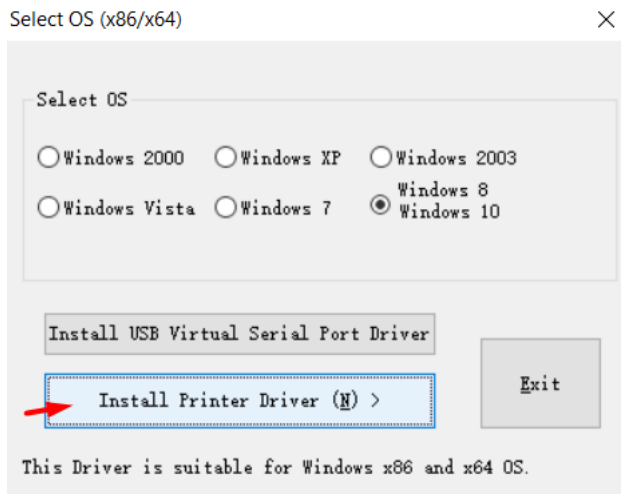 Select OS (x86/x64)
Select OS
Windows 2000 Windows XP Windows 2003
Windows Vista Windows 7 Windows 8
Windows 10
Install USB Virtual Serial Port Driver
Install Printer Driver (N) >
Exit
This Driver is suitable for Windows x86 and x64 OS.